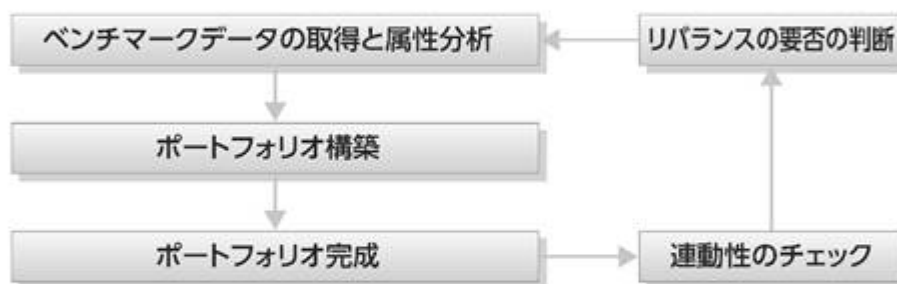 ベンチマークデータの取得と属性分析
リバランスの要否の判断
ポートフォリオ構築
ポートフォリオ完成
連動性のチェック